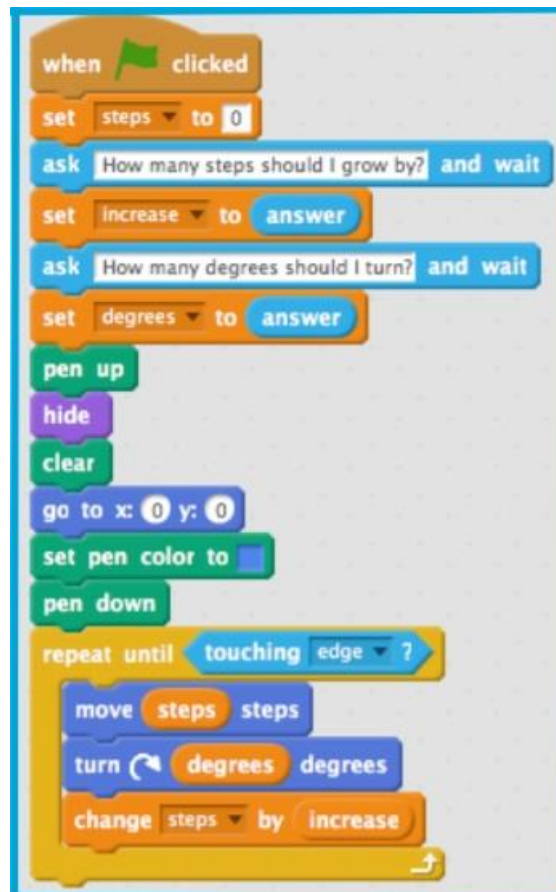 when clicked
set steps to 0
ask How many steps should I grow by? and wait
set increase to answer
ask How many degrees should I turn? and wait
set degrees to answer
pen up
hide
clear
go to x: 0 y: 0
set pen color to
pen down
repeat until touching edge ?
move steps steps
turn degrees degrees
change steps by increase